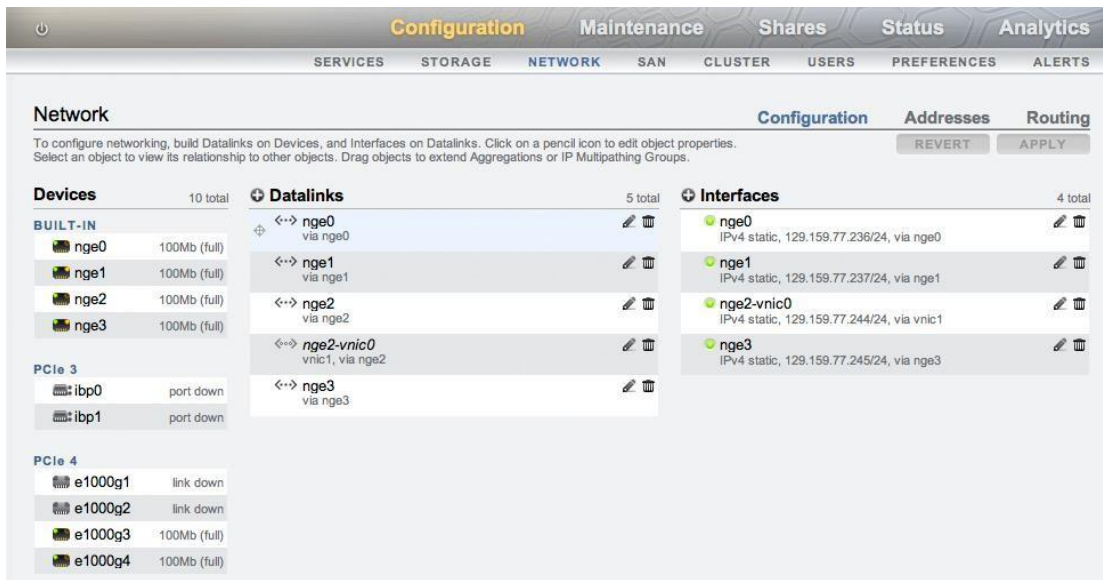 Configuration Maintenance Shares Status Analytics
SERVICES STORAGE NETWORK SAN CLUSTER USERS PREFERENCES ALERTS
Network
Configuration Addresses Routing
To configure networking, build Datalinks on Devices, and Interfaces on Datalinks. Click on a pencil icon to edit object properties.
Select an object to view its relationship to other objects. Drag objects to extend Aggregations or IP Multipathing Groups.
REVERT APPLY
Devices 10 total
BUILT-IN
nge0 100Mb (full)
nge1 100Mb (full)
nge2 100Mb (full)
nge3 100Mb (full)
PCIe 3
ibp0 port down
ibp1 port down
PCIe 4
e1000g1 link down
e1000g2 link down
e1000g3 100Mb (full)
e1000g4 100Mb (full)
Datalinks 5 total
nge0
via nge0
nge1
via nge1
nge2
via nge2
nge2-vnic0
vnic1, via nge2
nge3
via nge3
Interfaces 4 total
nge0
IPv4 static, 129.159.77.236/24, via nge0
nge1
IPv4 static, 129.159.77.237/24, via nge1
nge2-vnic0
IPv4 static, 129.159.77.244/24, via vnic1
nge3
IPv4 static, 129.159.77.245/24, via nge3